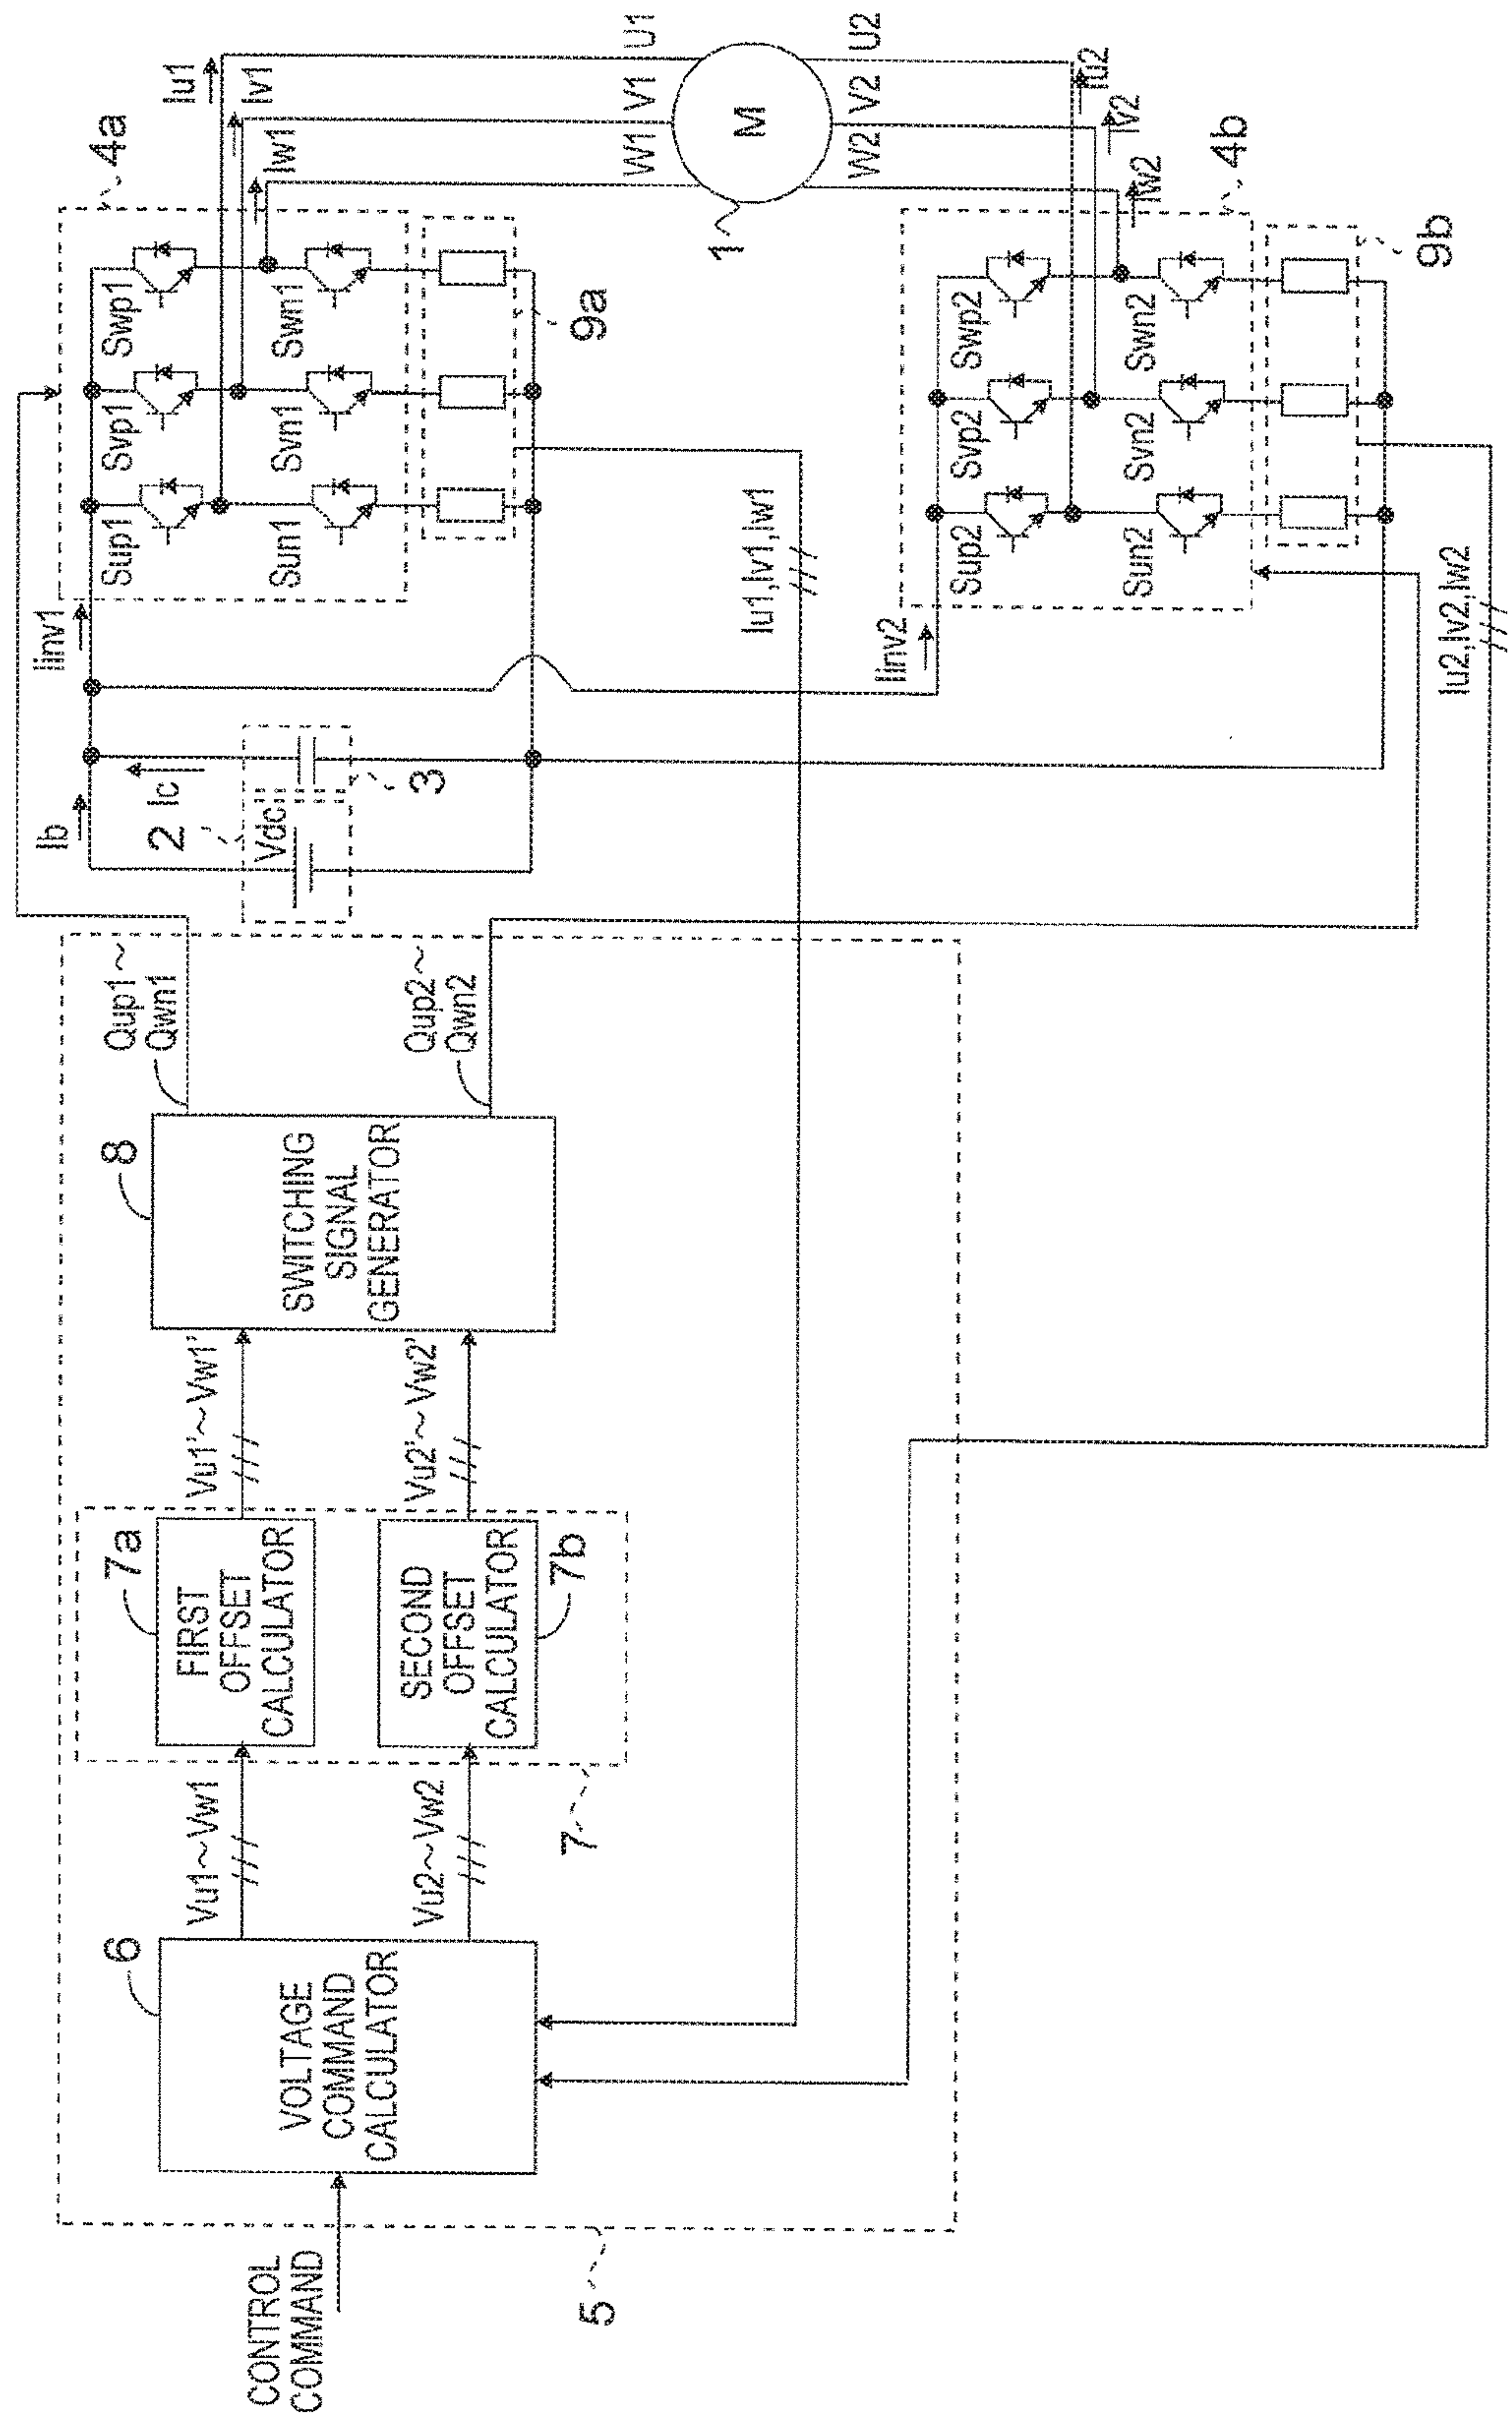 CONTROL
COMMAND
5
6
VOLTAGE
COMMAND
CALCULATOR
Vu1~Vw1
Vu2~Vw2
7
7a
FIRST
OFFSET
CALCULATOR
SECOND
OFFSET
CALCULATOR
7b
Vu1'~Vw1'
Vu2'~Vw2'
8
SWITCHING
SIGNAL
GENERATOR
Qup1~
Qwn1
Qup2~
Qwn2
Ib
Ic
2
Vdc
3
Iinv1
Sup1
Svp1
Swp1
Sun1
Svn1
Swn1
4a
9a
Iu1
Iv1
Iw1
Iu1,Iv1,Iw1
U1
V1
W1
M
1
U2
V2
W2
Iinv2
Sup2
Svp2
Swp2
Sun2
Svn2
Swn2
Iu2
Iv2
Iw2
4b
9b
Iu2,Iv2,Iw2